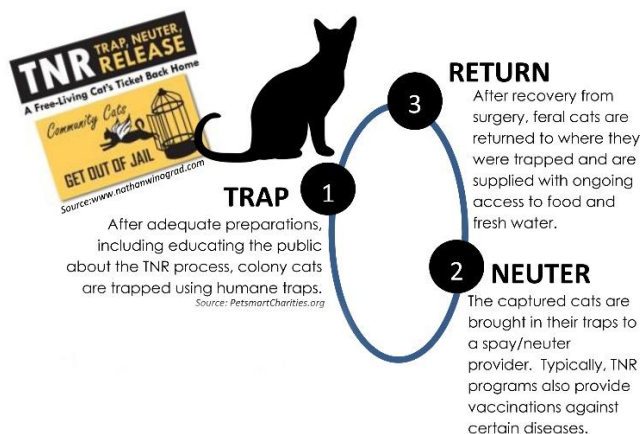 TNR TRAP, NEUTER,
RELEASE
A Free-Living Cat's Ticket Back Home
Community Cats
GET OUT OF JAIL
Source:www.nathanwinograd.com
TRAP
1
After adequate preparations,
including educating the public
about the TNR process, colony cats
are trapped using humane traps.
Source: PetsmartCharities.org
2
NEUTER
The captured cats are
brought in their traps to
a spay/neuter
provider. Typically, TNR
programs also provide
vaccinations against
certain diseases.
3
RETURN
After recovery from
surgery, feral cats are
returned to where they
were trapped and are
supplied with ongoing
access to food and
fresh water.